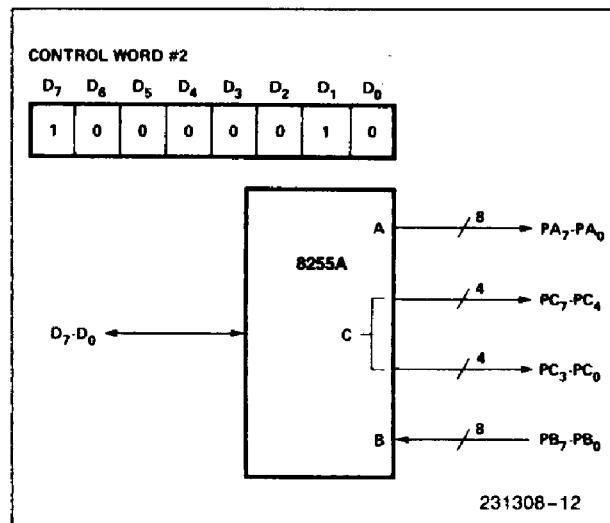 CONTROL WORD #2
D7 D6 D5 D4 D3 D2 D1 D0
1 0 0 0 0 0 1 0
A 8 PA7-PA0
8255A
4 PC7-PC4
D7-D0 C
4 PC3-PC0
B 8 PB7-PB0
231308-12